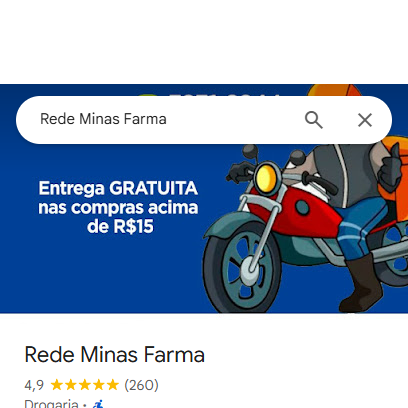 Rede Minas Farma
Entrega GRATUITA
nas compras acima
de R$15
Rede Minas Farma
4,9 ★★★★★ (260)
Drogaria ·